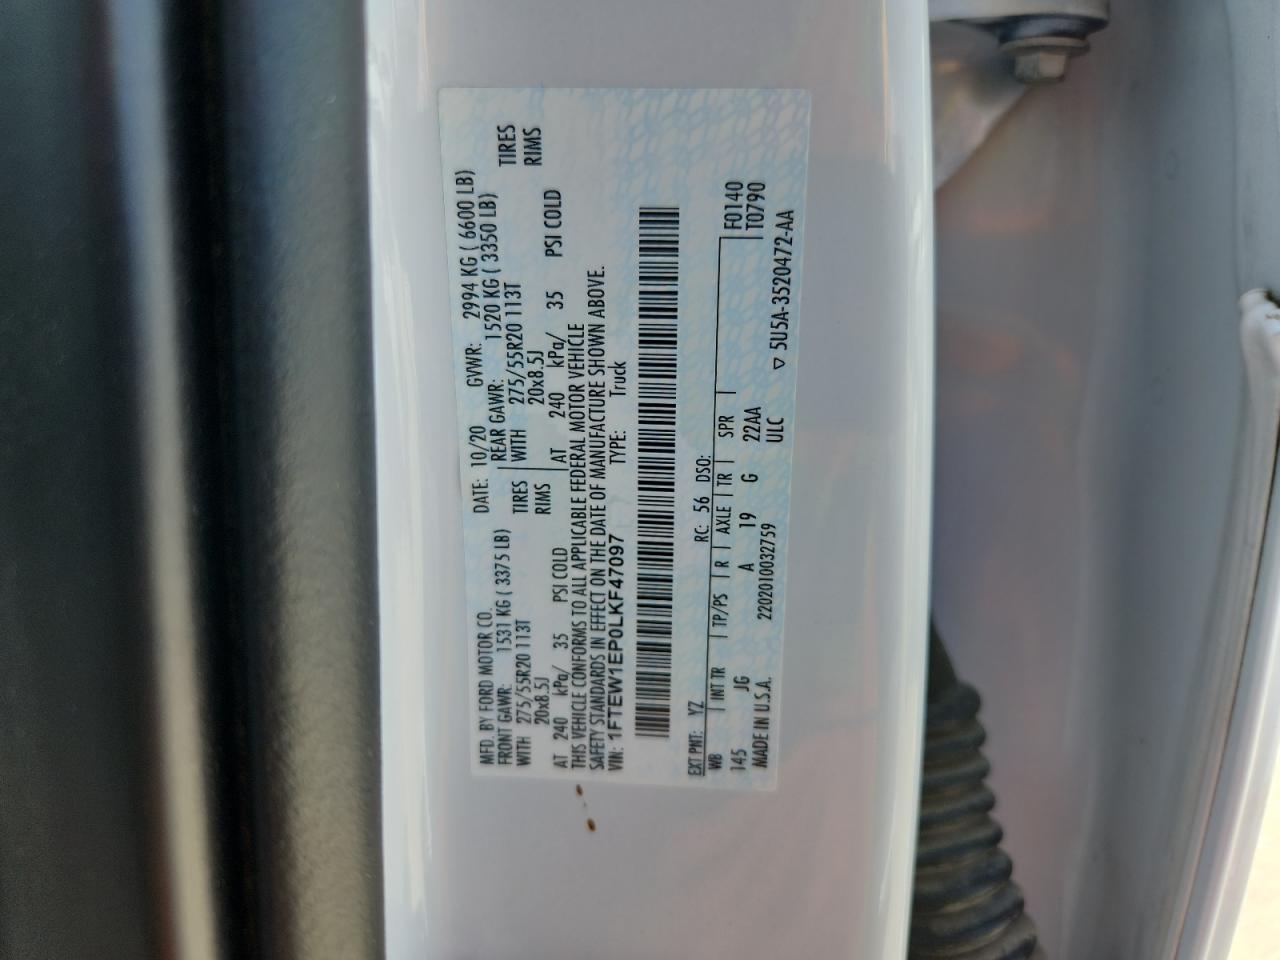 MFD. BY FORD MOTOR CO. DATE: 10/20 GVWR: 2994 KG ( 6600 LB)
FRONT GAWR: 1531 KG ( 3375 LB) REAR GAWR: 1520 KG ( 3350 LB)
WITH 275/55R20 113T TIRES WITH 275/55R20 113T TIRES
20x8.5J RIMS 20x8.5J RIMS
AT 240 kPa/ 35 PSI COLD AT 240 kPa/ 35 PSI COLD
THIS VEHICLE CONFORMS TO ALL APPLICABLE FEDERAL MOTOR VEHICLE
SAFETY STANDARDS IN EFFECT ON THE DATE OF MANUFACTURE SHOWN ABOVE.
VIN: 1FTEW1EP0LKF47097 TYPE: Truck
EXT PNT: YZ RC: 56 DSO:
WB INT TR TP/PS R AXLE TR SPR F0140
145 JG A 19 G 22AA T0790
MADE IN U.S.A. 2202010032759 ULC ▽ 5U5A-3520472-AA